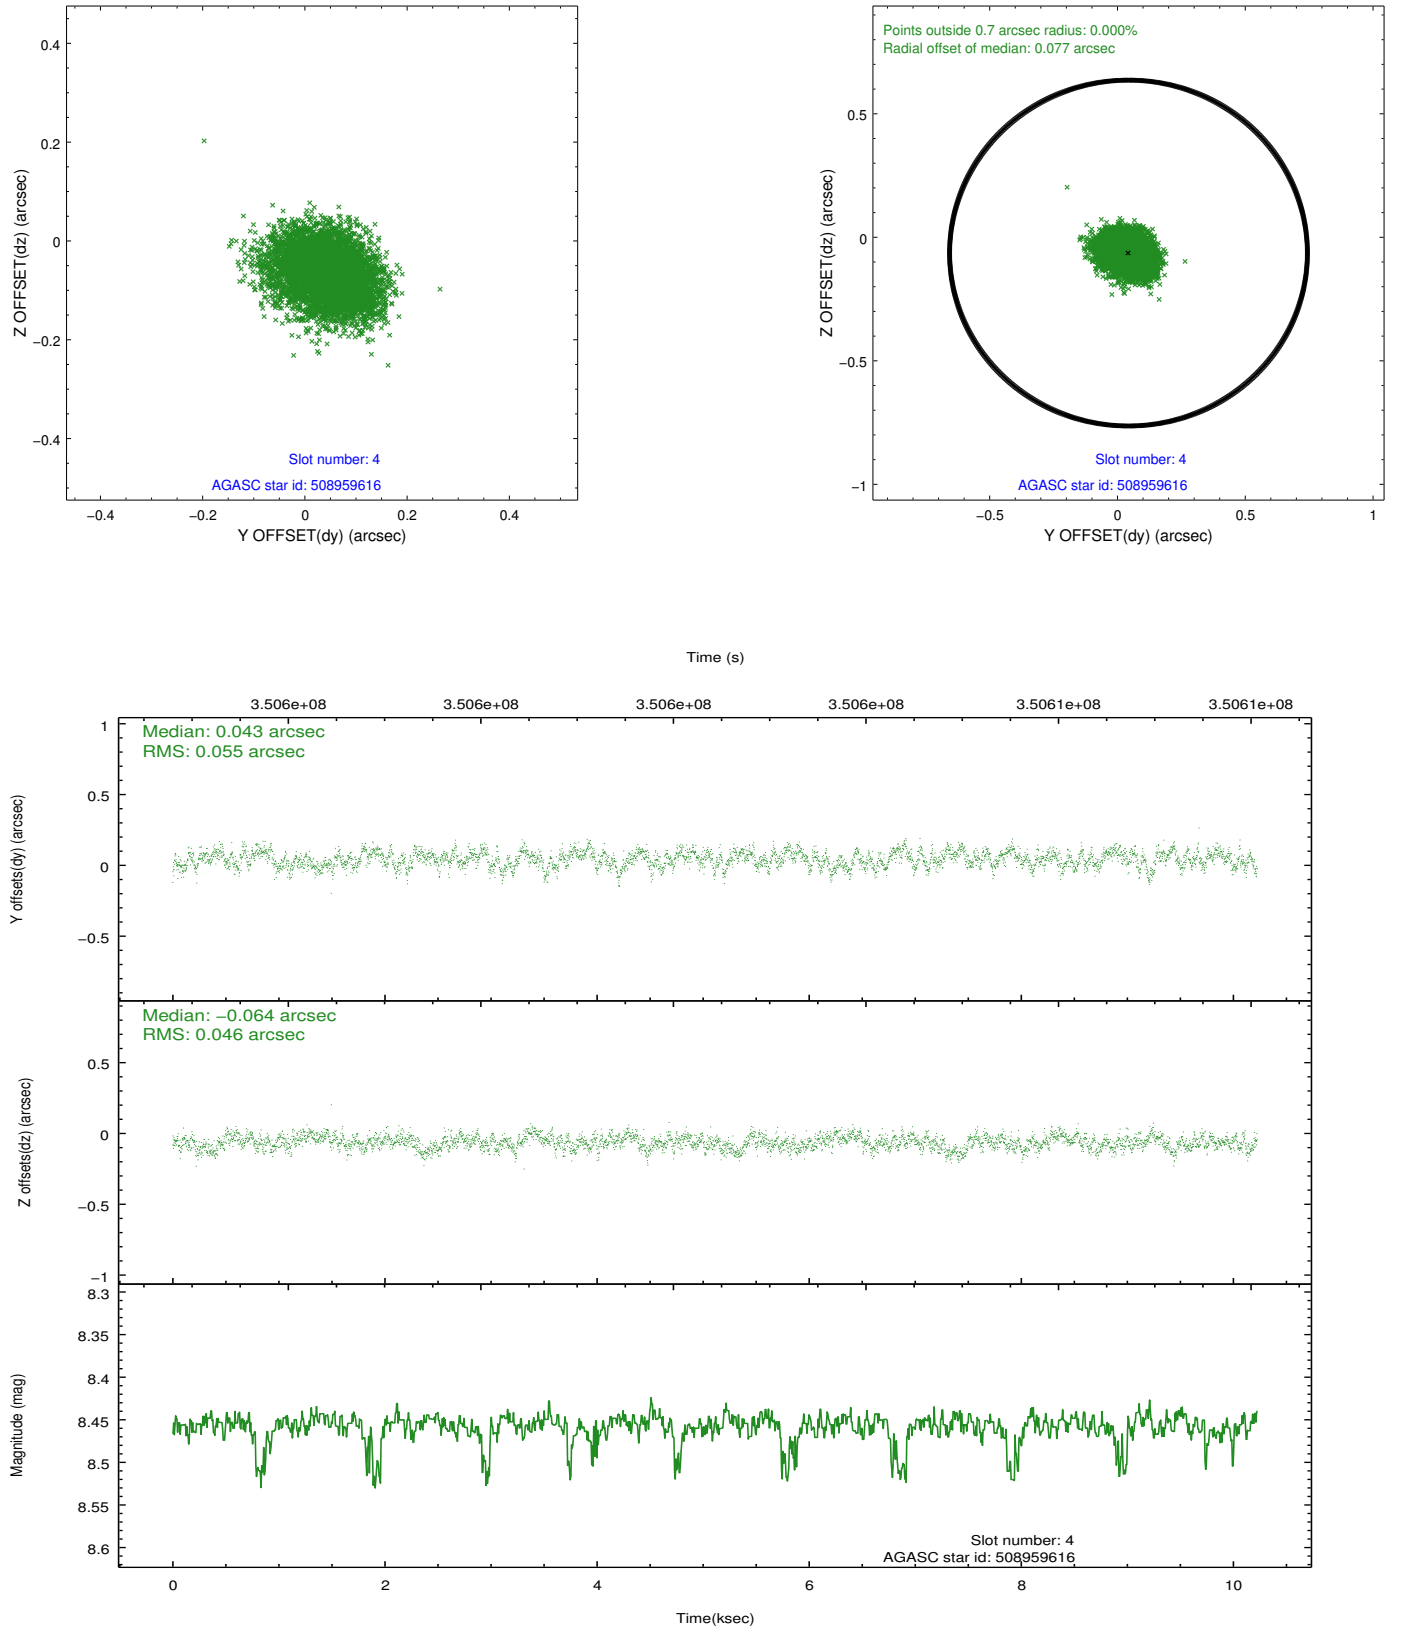 0.4
0.2
0
−0.2
−0.4
Z OFFSET(dz) (arcsec)
Slot number: 4
AGASC star id: 508959616
−0.4 −0.2 0 0.2 0.4
Y OFFSET(dy) (arcsec)
Points outside 0.7 arcsec radius: 0.000%
Radial offset of median: 0.077 arcsec
0.5
0
−0.5
−1
Z OFFSET(dz) (arcsec)
Slot number: 4
AGASC star id: 508959616
−0.5 0 0.5 1
Y OFFSET(dy) (arcsec)
Time (s)
3.506e+08 3.506e+08 3.506e+08 3.506e+08 3.5061e+08 3.5061e+08
Median: 0.043 arcsec
RMS: 0.055 arcsec
1
0.5
0
−0.5
Y offsets(dy) (arcsec)
Median: −0.064 arcsec
RMS: 0.046 arcsec
0.5
0
−0.5
−1
Z offsets(dz) (arcsec)
8.3
8.35
8.4
8.45
8.5
8.55
8.6
Magnitude (mag)
Slot number: 4
AGASC star id: 508959616
0 2 4 6 8 10
Time(ksec)